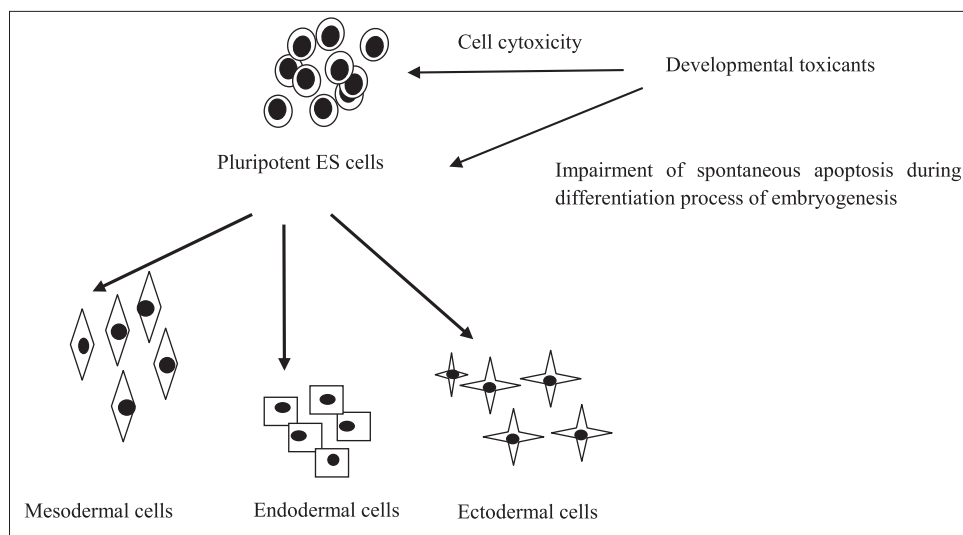 Cell cytotoxicity
Developmental toxicants
Pluripotent ES cells
Impairment of spontaneous apoptosis during
differentiation process of embryogenesis
Mesodermal cells
Endodermal cells
Ectodermal cells